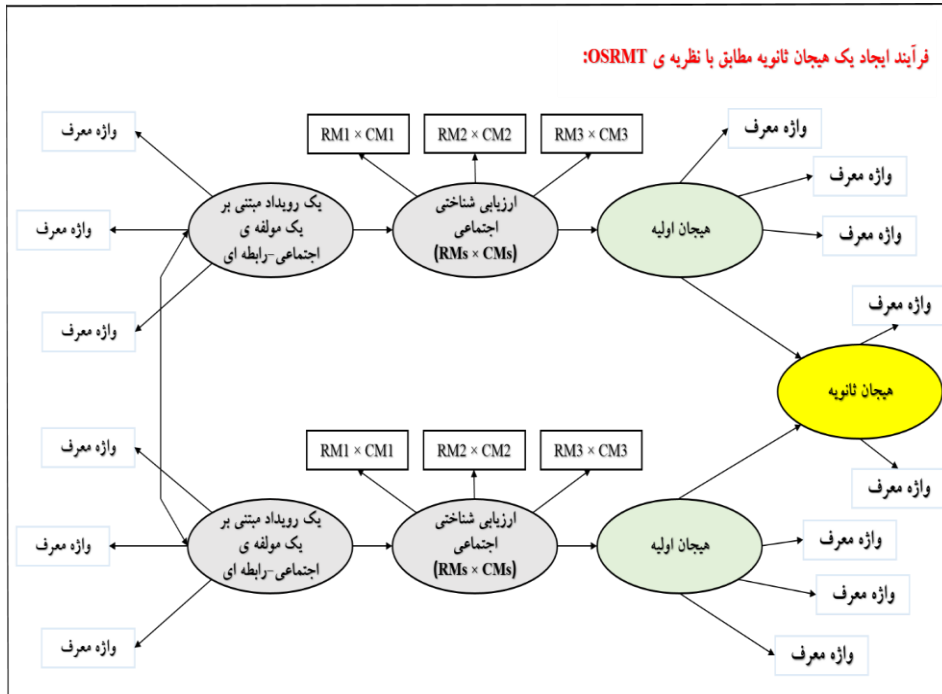 فرآیند ایجاد یک هیجان ثانویه مطابق با نظریه ی OSRMT:
واژه معرف
RM1 × CM1
RM2 × CM2
RM3 × CM3
واژه معرف
واژه معرف
واژه معرف
واژه معرف
یک رویداد مبتنی بر
یک مولفه ی
اجتماعی-رابطه ای
ارزیابی شناختی
اجتماعی
(RMs × CMs)
هیجان اولیه
واژه معرف
واژه معرف
هیجان ثانویه
واژه معرف
واژه معرف
RM1 × CM1
RM2 × CM2
RM3 × CM3
واژه معرف
یک رویداد مبتنی بر
یک مولفه ی
اجتماعی-رابطه ای
ارزیابی شناختی
اجتماعی
(RMs × CMs)
هیجان اولیه
واژه معرف
واژه معرف
واژه معرف
واژه معرف
واژه معرف